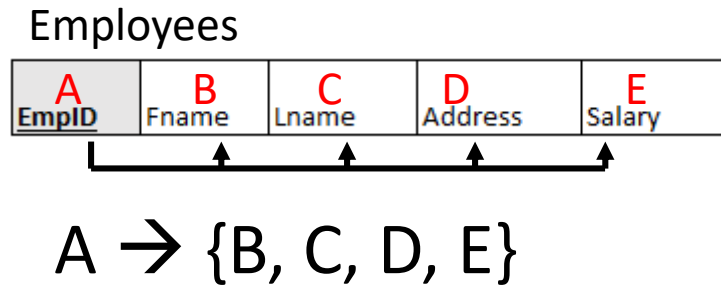 Employees
A B C D E
EmpID Fname Lname Address Salary
A → {B, C, D, E}